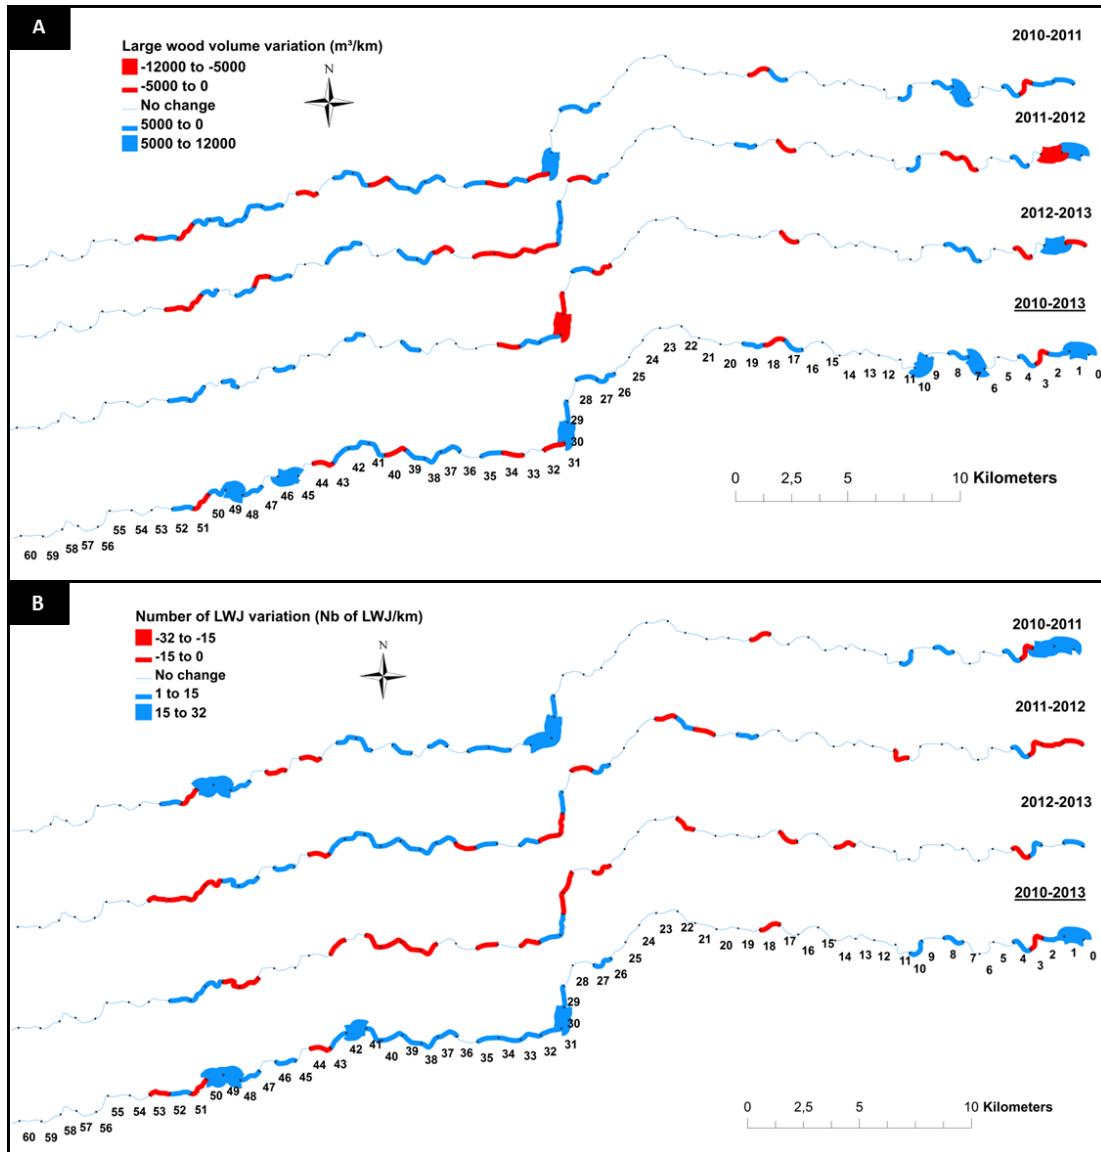 A
Large wood volume variation (m³/km)
-12000 to -5000
-5000 to 0
No change
5000 to 0
5000 to 12000
N
2010-2011
2011-2012
2012-2013
2010-2013
60 59 58 57 56 55 54 53 52 51 50 49 48 47 46 45 44 43 42 41 40 39 38 37 36 35 34 33 32 31 30 29 28 27 26 25 24 23 22 21 20 19 18 17 16 15 14 13 12 11 10 9 8 7 6 5 4 3 2 1 0
0 2,5 5 10 Kilometers
B
Number of LWJ variation (Nb of LWJ/km)
-32 to -15
-15 to 0
No change
1 to 15
15 to 32
N
2010-2011
2011-2012
2012-2013
2010-2013
60 59 58 57 56 55 54 53 52 51 50 49 48 47 46 45 44 43 42 41 40 39 38 37 36 35 34 33 32 31 30 29 28 27 26 25 24 23 22 21 20 19 18 17 16 15 14 13 12 11 10 9 8 7 6 5 4 3 2 1 0
0 2,5 5 10 Kilometers